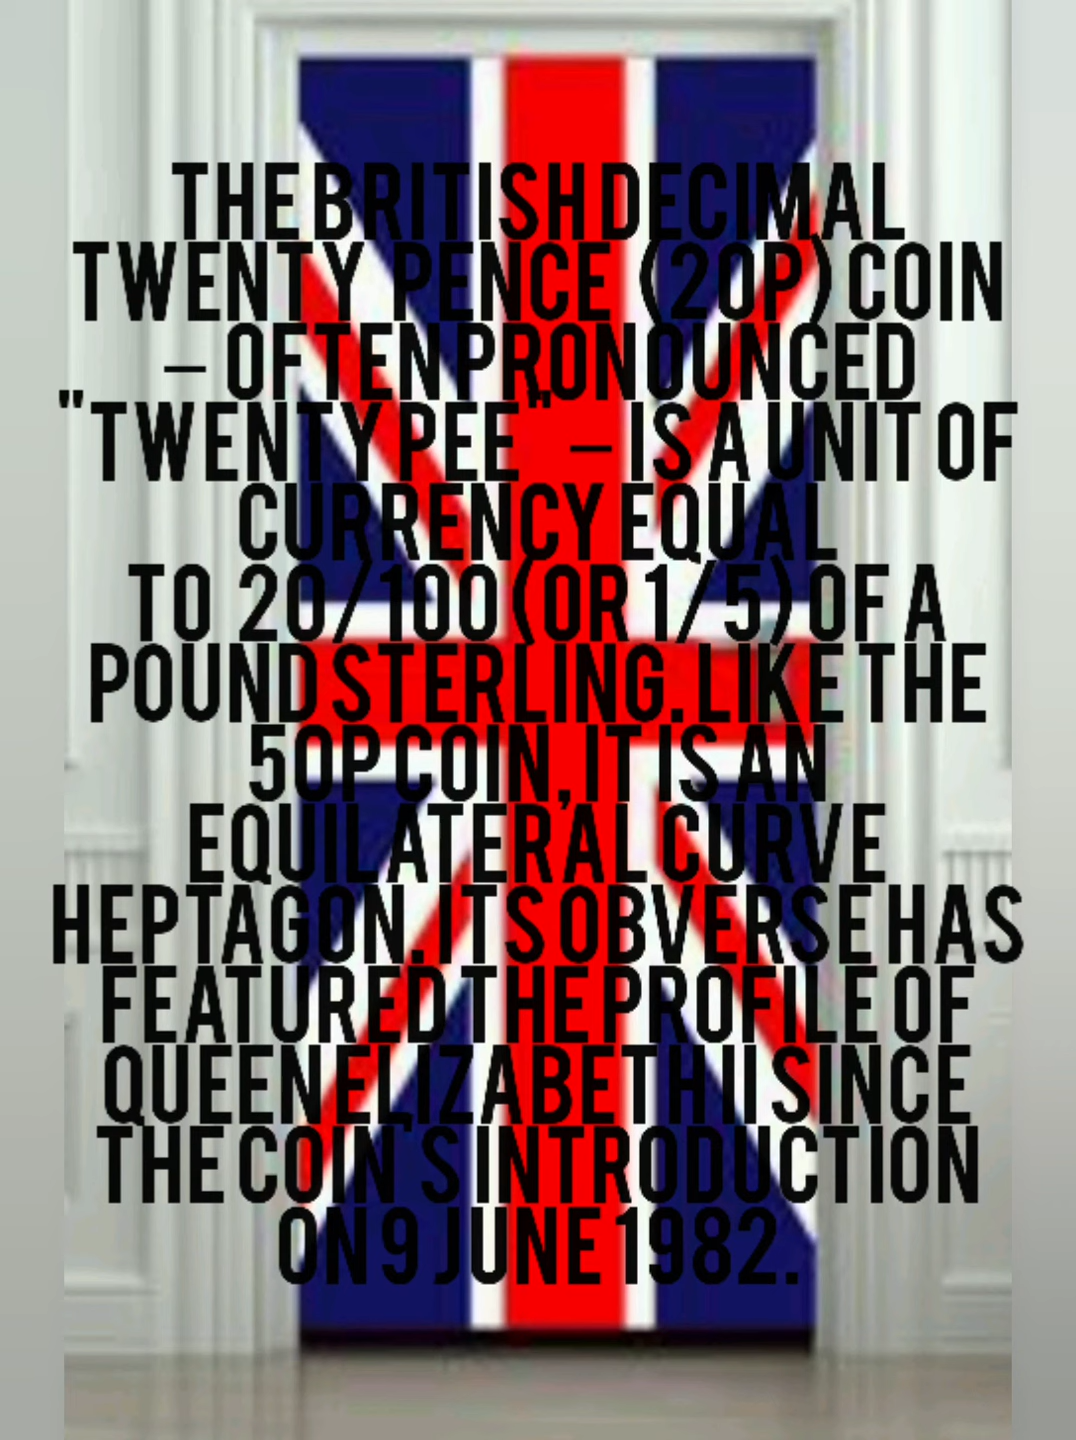 THE BRITISH DECIMAL
TWENTY PENCE (20P) COIN
– OFTEN PRONOUNCED
"TWENTY PEE" – IS A UNIT OF
CURRENCY EQUAL
TO 20/100 (OR 1/5) OF A
POUND STERLING. LIKE THE
50P COIN, IT IS AN
EQUILATERAL CURVE
HEPTAGON. ITS OBVERSE HAS
FEATURED THE PROFILE OF
QUEEN ELIZABETH II SINCE
THE COIN'S INTRODUCTION
ON 9 JUNE 1982.